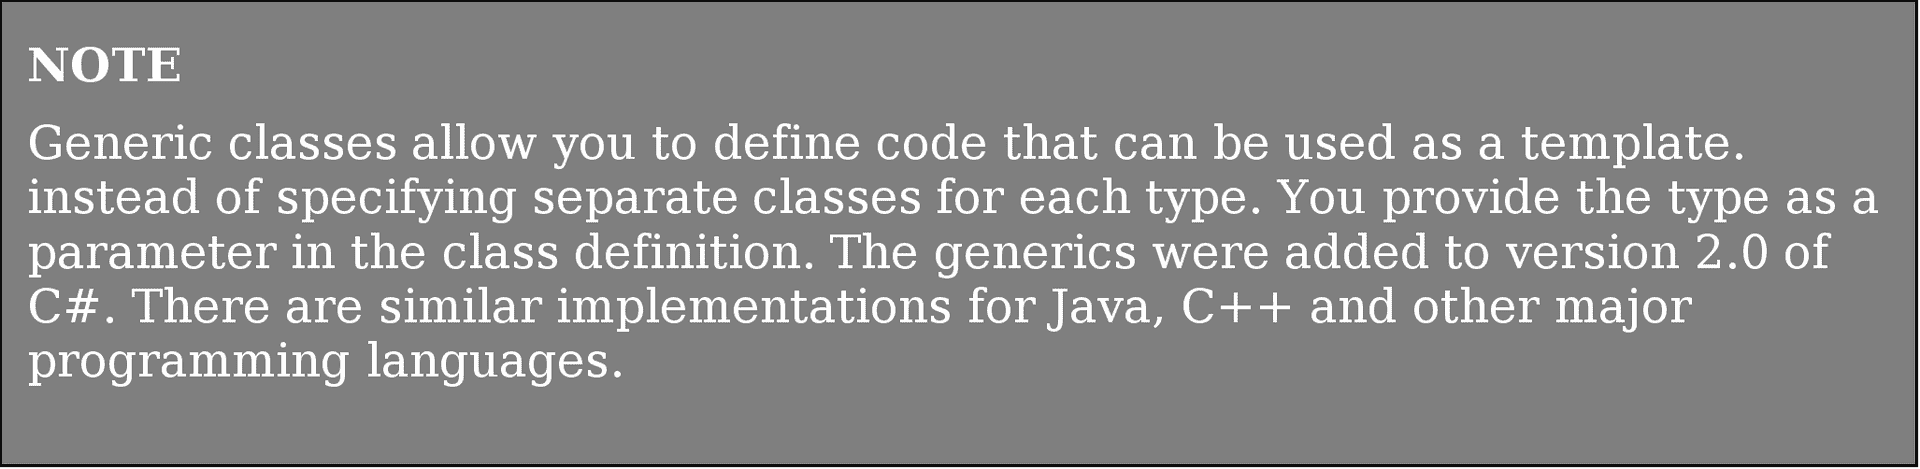 NOTE
Generic classes allow you to define code that can be used as a template.
instead of specifying separate classes for each type. You provide the type as a
parameter in the class definition. The generics were added to version 2.0 of
C#. There are similar implementations for Java, C++ and other major
programming languages.